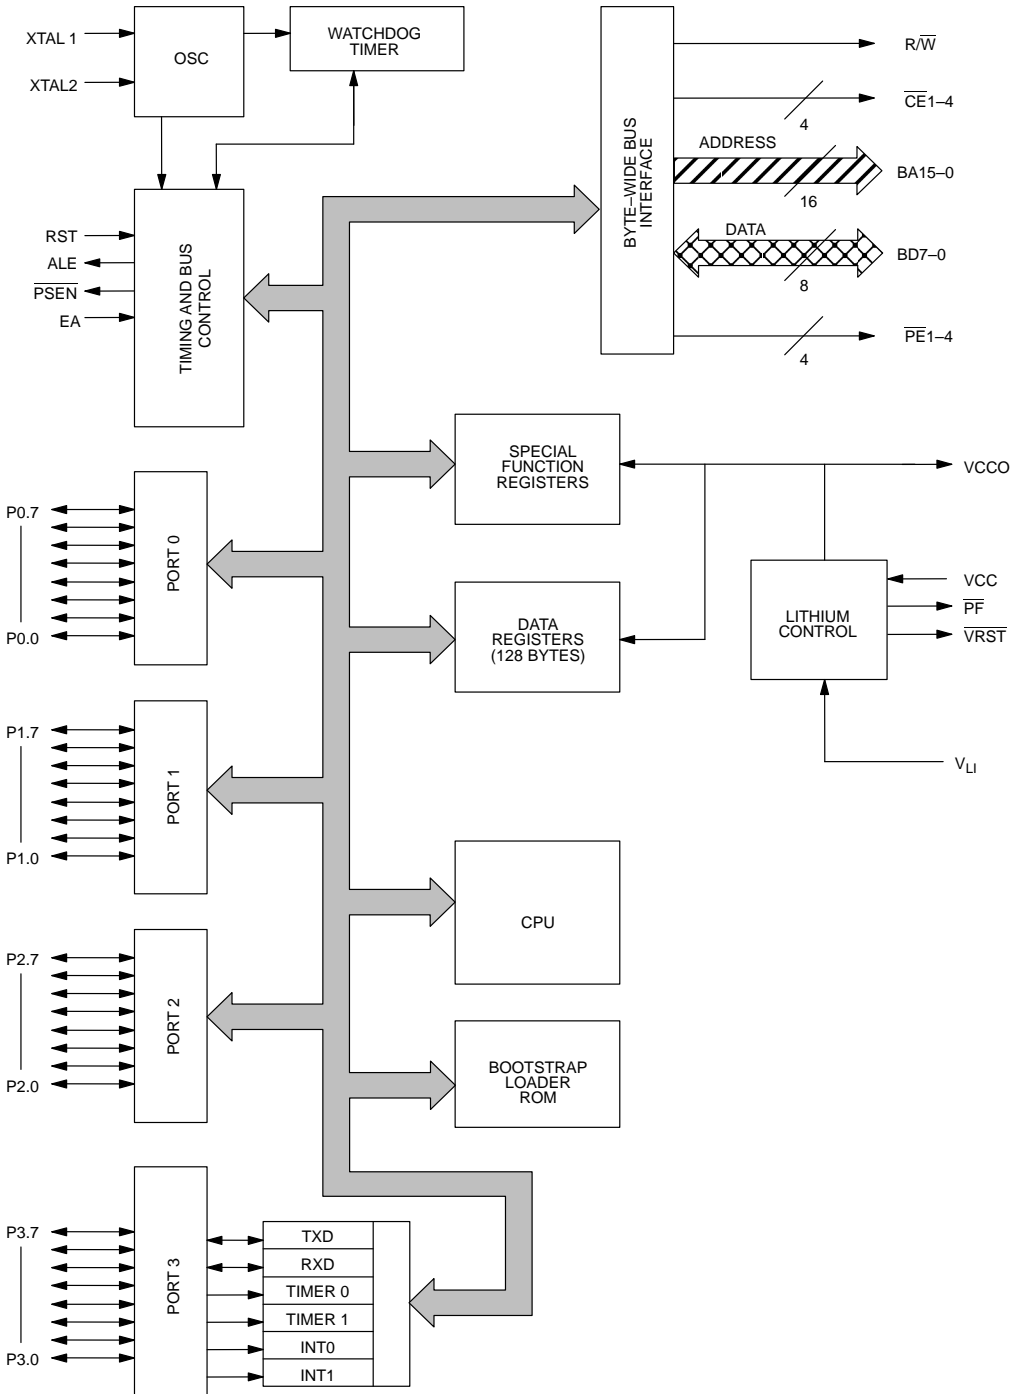 XTAL 1
XTAL2
OSC
WATCHDOG
TIMER
RST
ALE
PSEN
EA
TIMING AND BUS
CONTROL
BYTE–WIDE BUS
INTERFACE
R/W
CE1–4
4
ADDRESS
BA15–0
16
DATA
BD7–0
8
PE1–4
4
SPECIAL
FUNCTION
REGISTERS
VCCO
P0.7
P0.0
PORT 0
DATA
REGISTERS
(128 BYTES)
LITHIUM
CONTROL
VCC
PF
VRST
VLI
P1.7
P1.0
PORT 1
CPU
P2.7
P2.0
PORT 2
BOOTSTRAP
LOADER
ROM
P3.7
P3.0
PORT 3
TXD
RXD
TIMER 0
TIMER 1
INT0
INT1